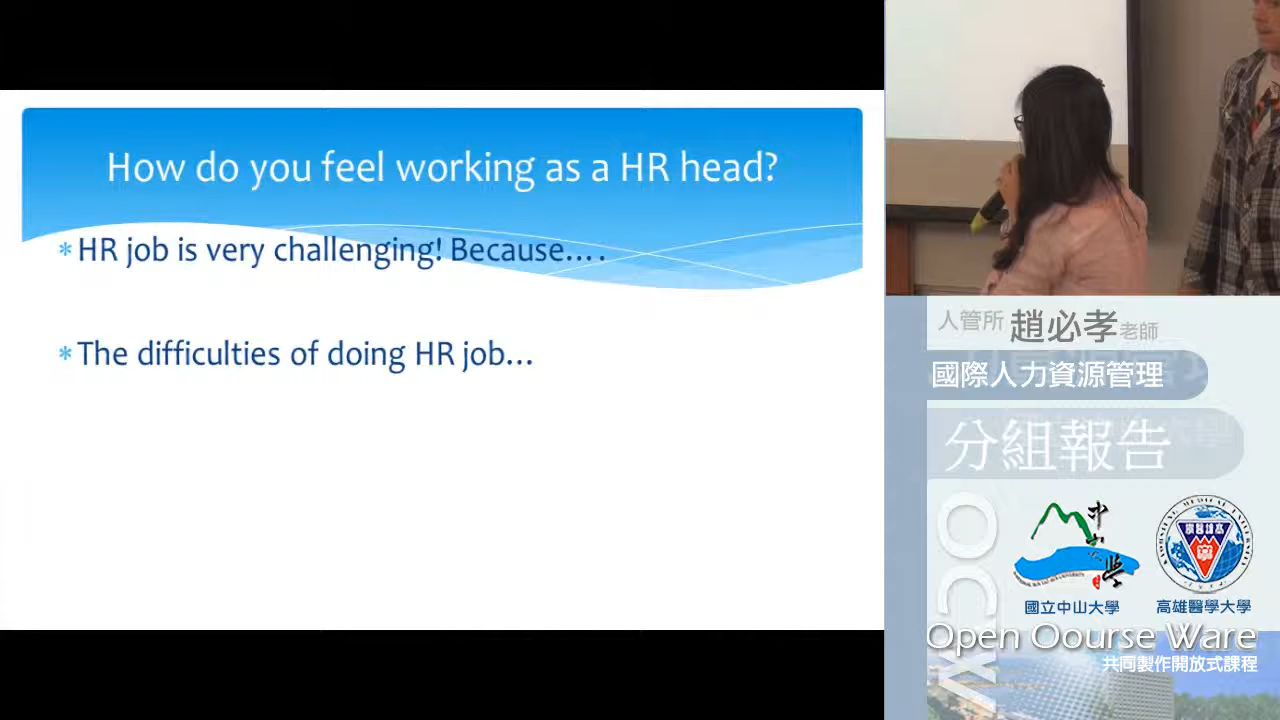 How do you feel working as a HR head?
* HR job is very challenging! Because....
* The difficulties of doing HR job...
人管所 趙必孝老師
國際人力資源管理
分組報告
OCW
國立中山大學
高雄醫學大學
Open Oourse Ware
共同製作開放式課程